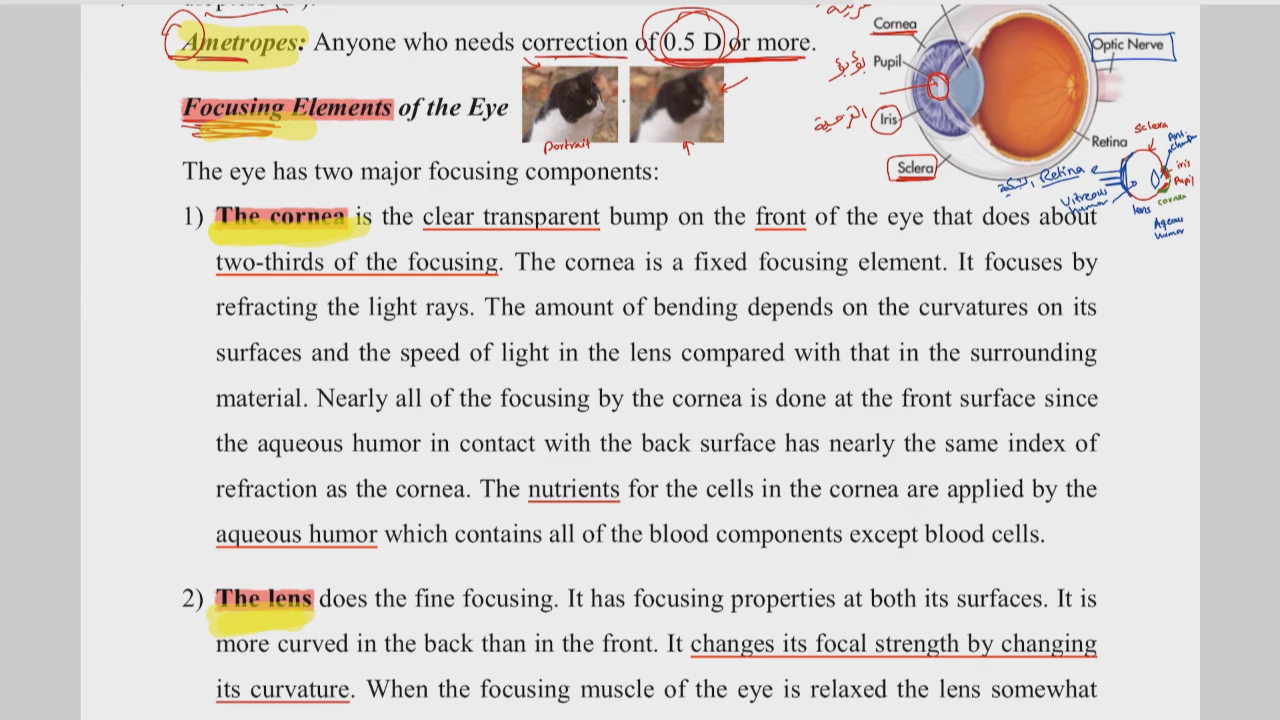 Ametropes: Anyone who needs correction of 0.5 D or more.
Focusing Elements of the Eye
portrait
Cornea
Pupil
بؤبؤ
Iris
القزحية
Sclera
Optic Nerve
Retina
Sclera
iris
Pupil
cornea
Retina
الشبكية
Vitreous
humor
lens
Aqeous
humor
The eye has two major focusing components:
1) The cornea is the clear transparent bump on the front of the eye that does about
two-thirds of the focusing. The cornea is a fixed focusing element. It focuses by
refracting the light rays. The amount of bending depends on the curvatures on its
surfaces and the speed of light in the lens compared with that in the surrounding
material. Nearly all of the focusing by the cornea is done at the front surface since
the aqueous humor in contact with the back surface has nearly the same index of
refraction as the cornea. The nutrients for the cells in the cornea are applied by the
aqueous humor which contains all of the blood components except blood cells.
2) The lens does the fine focusing. It has focusing properties at both its surfaces. It is
more curved in the back than in the front. It changes its focal strength by changing
its curvature. When the focusing muscle of the eye is relaxed the lens somewhat